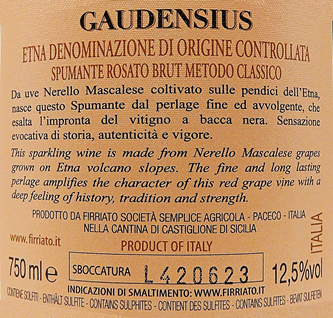 GAUDENSIUS
ETNA DENOMINAZIONE DI ORIGINE CONTROLLATA
SPUMANTE ROSATO BRUT METODO CLASSICO
Da uve Nerello Mascalese coltivato sulle pendici dell'Etna,
nasce questo Spumante dal perlage fine ed avvolgente, che
esalta l'impronta del vitigno a bacca nera. Sensazione
evocativa di storia, autenticità e vigore.
This sparkling wine is made from Nerello Mascalese grapes
grown on Etna volcano slopes. The fine and long lasting
perlage amplifies the character of this red grape vine with a
deep feeling of history, tradition and strength.
PRODOTTO DA FIRRIATO SOCIETÀ SEMPLICE AGRICOLA - PACECO - ITALIA
NELLA CANTINA DI CASTIGLIONE DI SICILIA
www.firriato.it
PRODUCT OF ITALY
ITALIA
750 ml e
SBOCCATURA
L420623
12,5%vol
INDICAZIONI DI SMALTIMENTO: WWW.FIRRIATO.IT
CONTIENE SOLFITI - ENTHÄLT SULFITE - CONTAINS SULPHITES - CONTIENT DES SULFITES - CONTAINS SULFITES - BEVAT SULFIETEN